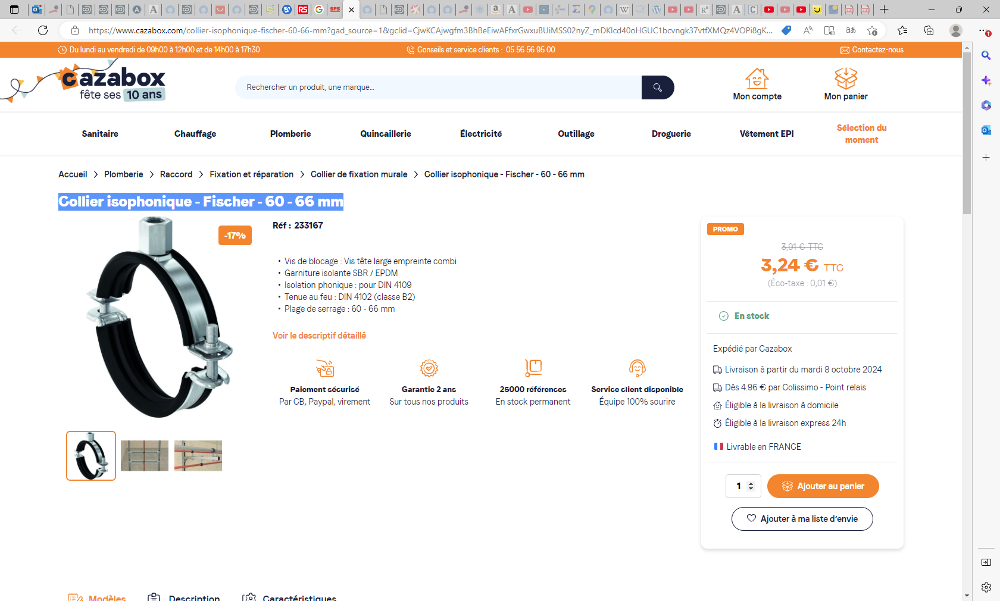 https://www.cazabox.com/collier-isophonique-fischer-60-66-mm?gad_source=1&gclid=CjwKCAjwgfm3BhBeEiwAFfxrGwxuBUiMSS02nyZ_mDKlcd40oHGUC1bcvngk37vtfXMQz4VOPi8gK...
Du lundi au vendredi de 09h00 à 12h00 et de 14h00 à 17h30
Conseils et service clients : 05 56 56 95 00
Contactez-nous
cazabox
fête ses 10 ans
Rechercher un produit, une marque...
Mon compte
Mon panier
Sanitaire
Chauffage
Plomberie
Quincaillerie
Électricité
Outillage
Droguerie
Vêtement EPI
Sélection du
moment
Accueil > Plomberie > Raccord > Fixation et réparation > Collier de fixation murale > Collier isophonique - Fischer - 60 - 66 mm
Collier isophonique - Fischer - 60 - 66 mm
-17%
Réf : 233167
• Vis de blocage : Vis tête large empreinte combi
• Garniture isolante SBR / EPDM
• Isolation phonique : pour DIN 4109
• Tenue au feu : DIN 4102 (classe B2)
• Plage de serrage : 60 - 66 mm
Voir le descriptif détaillé
Paiement sécurisé
Par CB, Paypal, virement
Garantie 2 ans
Sur tous nos produits
25000 références
En stock permanent
Service client disponible
Équipe 100% sourire
PROMO
3,91 € TTC
3,24 € TTC
(Éco-taxe : 0,01 €)
En stock
Expédié par Cazabox
Livraison à partir du mardi 8 octobre 2024
Dès 4.96 € par Colissimo - Point relais
Éligible à la livraison à domicile
Éligible à la livraison express 24h
Livrable en FRANCE
1
Ajouter au panier
Ajouter à ma liste d'envie
Modèles
Description
Caractéristiques